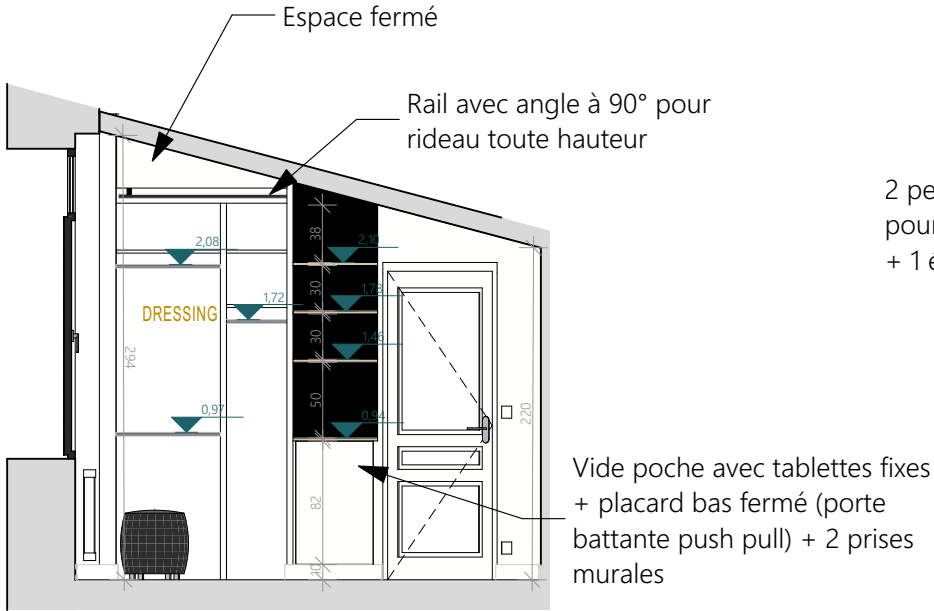 Espace fermé
Rail avec angle à 90° pour
rideau toute hauteur
2 pe
pour
+ 1 é
38
2,08
2,10
30
1,78
1,72
DRESSING
30
1,46
294
50
0,97
0,94
220
Vide poche avec tablettes fixes
+ placard bas fermé (porte
battante push pull) + 2 prises
murales
82
10